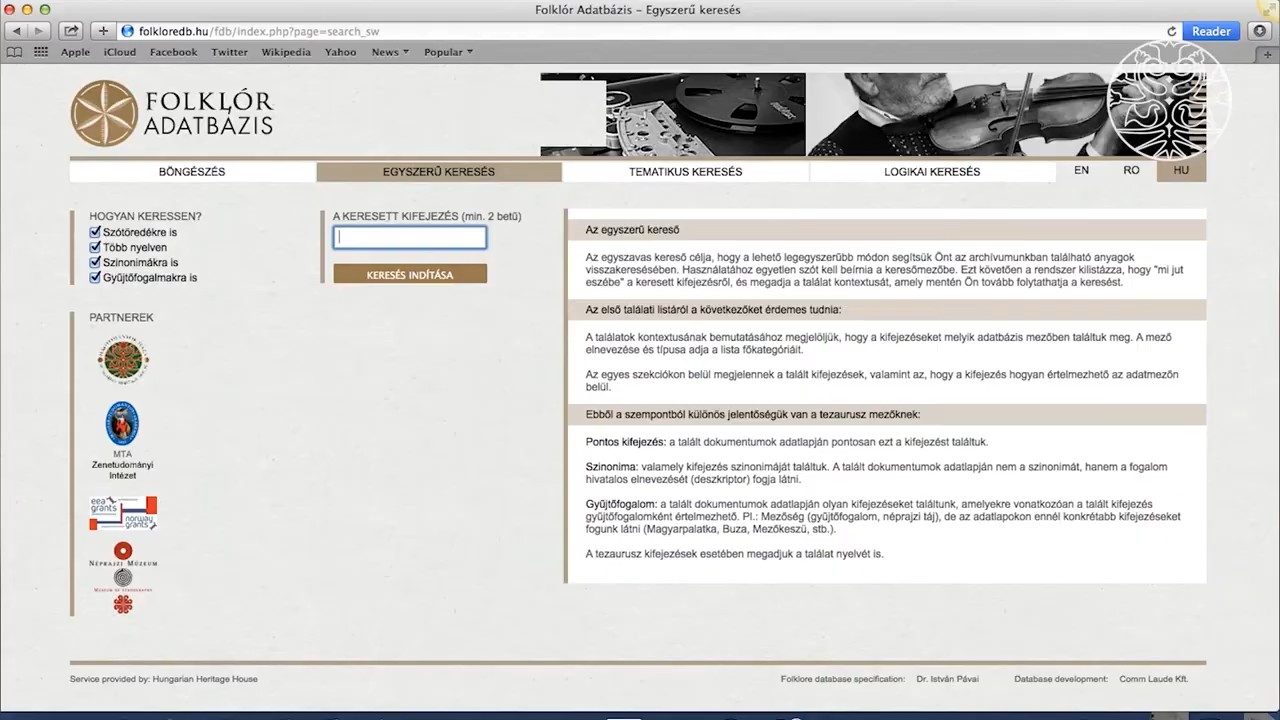 Folklór Adatbázis – Egyszerű keresés
folkloredb.hu/fdb/index.php?page=search_sw
Reader
Apple iCloud Facebook Twitter Wikipedia Yahoo News Popular
FOLKLÓR
ADATBÁZIS
BÖNGÉSZÉS EGYSZERŰ KERESÉS TEMATIKUS KERESÉS LOGIKAI KERESÉS EN RO HU
HOGYAN KERESSEN?
Szótöredékre is
Több nyelven
Szinonimákra is
Gyűjtőfogalmakra is
A KERESETT KIFEJEZÉS (min. 2 betű)
KERESÉS INDÍTÁSA
PARTNEREK
MTA
Zenetudományi
Intézet
eea
grants
norway
grants
NÉPRAJZI MÚZEUM
MUSEUM OF ETHNOGRAPHY
Az egyszerű kereső
Az egyszavas kereső célja, hogy a lehető legegyszerűbb módon segítsük Önt az archívumunkban található anyagok
visszakeresésében. Használatához egyetlen szót kell beírnia a keresőmezőbe. Ezt követően a rendszer kilistázza, hogy "mi jut
eszébe" a keresett kifejezésről, és megadja a találat kontextusát, amely mentén Ön tovább folytathatja a keresést.
Az első találati listáról a következőket érdemes tudnia:
A találatok kontextusának bemutatásához megjelöljük, hogy a kifejezéseket melyik adatbázis mezőben találtuk meg. A mező
elnevezése és típusa adja a lista főkategóriáit.
Az egyes szekciókon belül megjelennek a talált kifejezések, valamint az, hogy a kifejezés hogyan értelmezhető az adatmezőn
belül.
Ebből a szempontból különös jelentőségük van a tezaurusz mezőknek:
Pontos kifejezés: a talált dokumentumok adatlapján pontosan ezt a kifejezést találtuk.
Szinonima: valamely kifejezés szinonimáját találtuk. A talált dokumentumok adatlapján nem a szinonimát, hanem a fogalom
hivatalos elnevezését (deszkriptor) fogja látni.
Gyűjtőfogalom: a talált dokumentumok adatlapján olyan kifejezéseket találtunk, amelyekre vonatkozóan a talált kifejezés
gyűjtőfogalomként értelmezhető. Pl.: Mezőség (gyűjtőfogalom, néprajzi táj), de az adatlapokon ennél konkrétabb kifejezéseket
fogunk látni (Magyarpalatka, Buza, Mezőkeszü, stb.).
A tezaurusz kifejezések esetében megadjuk a találat nyelvét is.
Service provided by: Hungarian Heritage House
Folklore database specification: Dr. István Pávai
Database development: Comm Laude Kft.